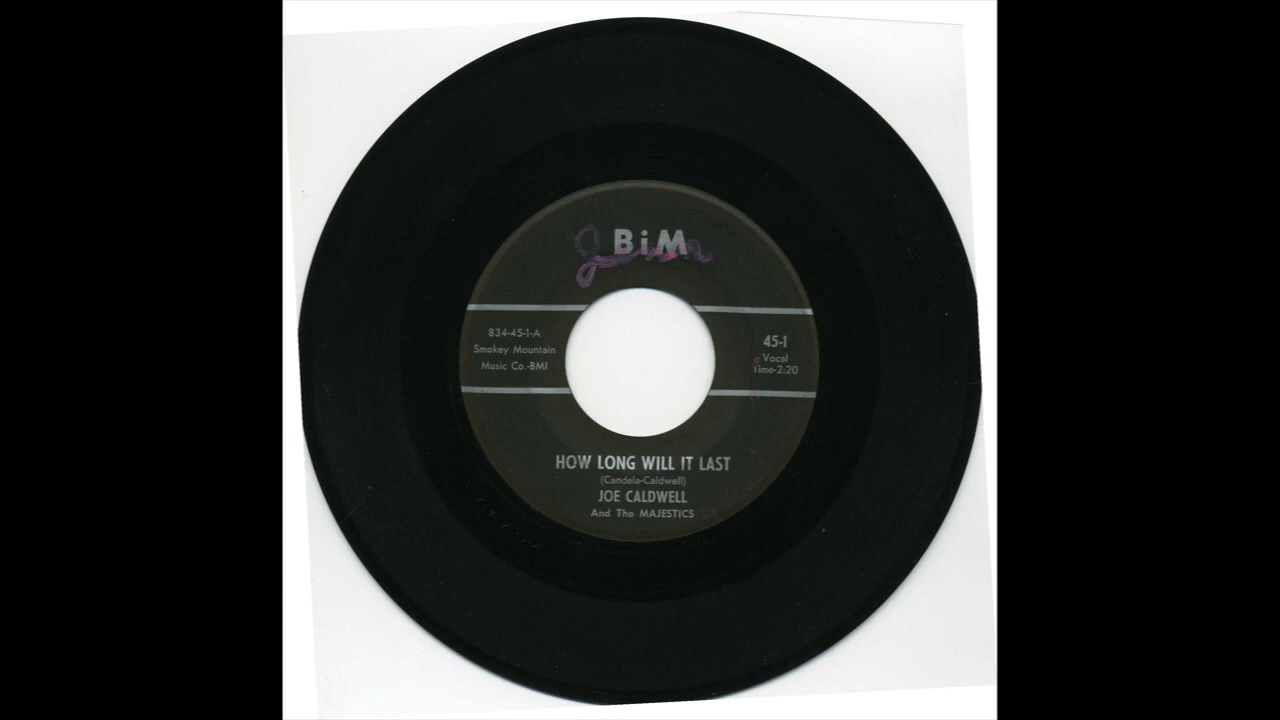 BiM
834-45-1-A
Smokey Mountain
Music Co.-BMI
45-1
Vocal
Time-2:20
HOW LONG WILL IT LAST
(Candela-Caldwell)
JOE CALDWELL
And The MAJESTICS